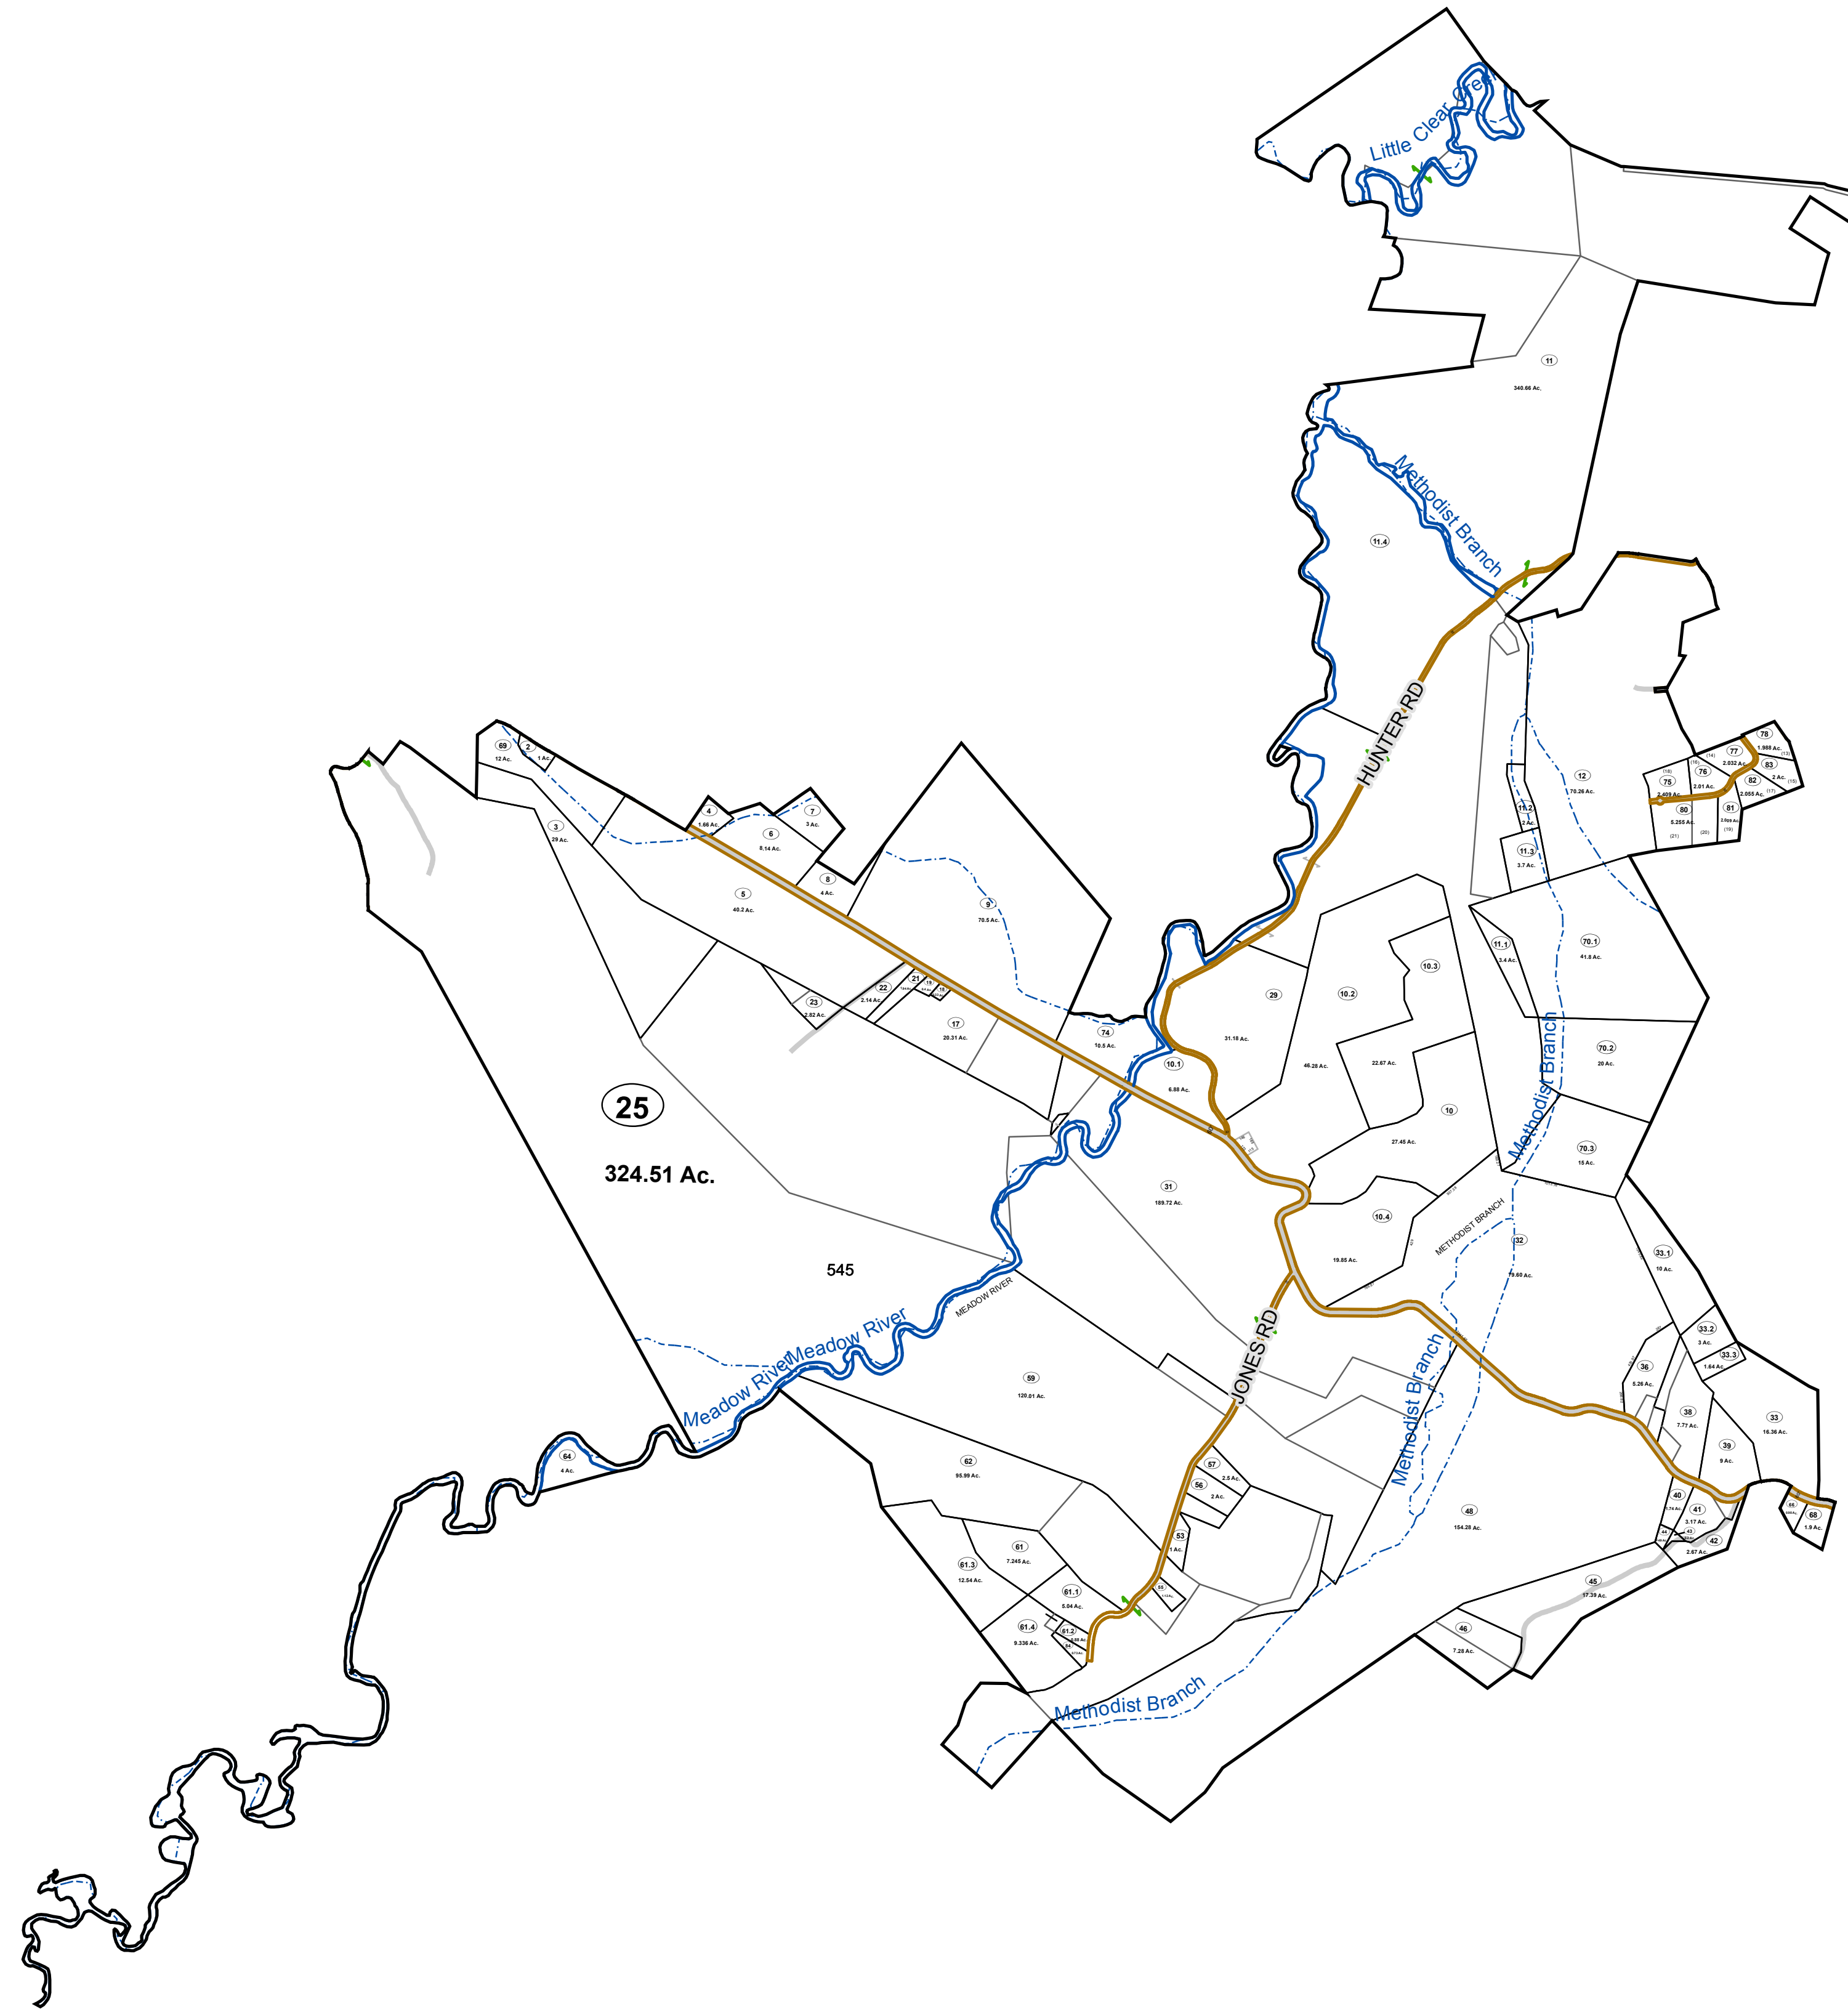 Little Clear Creek
11
340.66 Ac.
Methodist Branch
11.4
HUNTER RD
69
12 Ac.
2
1 Ac.
78
1.988 Ac.
(13)
77
2.032 Ac.
(14)
83
2 Ac.
(15)
(16)
76
2.01 Ac.
82
2.055 Ac.
(17)
(18)
75
2.409 Ac.
80
5.255 Ac.
81
(19)
(20)
(21)
12
70.26 Ac.
11.2
2 Ac.
11.3
3.7 Ac.
4
1.66 Ac.
7
3 Ac.
6
8.14 Ac.
3
29 Ac.
8
4 Ac.
5
40.2 Ac.
9
70.5 Ac.
11.1
3.4 Ac.
70.1
41.8 Ac.
10.3
10.2
29
31.18 Ac.
22
2.14 Ac.
21
19
18
23
2.82 Ac.
17
20.31 Ac.
74
10.5 Ac.
10.1
6.88 Ac.
46.28 Ac.
22.67 Ac.
70.2
20 Ac.
Methodist Branch
25
324.51 Ac.
10
27.45 Ac.
70.3
15 Ac.
31
189.72 Ac.
10.4
19.85 Ac.
METHODIST BRANCH
32
33.1
10 Ac.
545
MEADOW RIVER
Meadow River
Meadow River
JONES RD
33.2
3 Ac.
33.3
1.64 Ac.
36
5.26 Ac.
59
120.01 Ac.
Methodist Branch
38
7.77 Ac.
33
16.36 Ac.
39
9 Ac.
64
4 Ac.
62
95.99 Ac.
57
2.5 Ac.
56
2 Ac.
48
154.28 Ac.
40
41
3.17 Ac.
68
1.9 Ac.
53
1 Ac.
44
43
42
2.67 Ac.
61
7.245 Ac.
61.3
12.54 Ac.
61.1
5.04 Ac.
45
17.39 Ac.
61.4
9.336 Ac.
61.2
46
7.28 Ac.
Methodist Branch